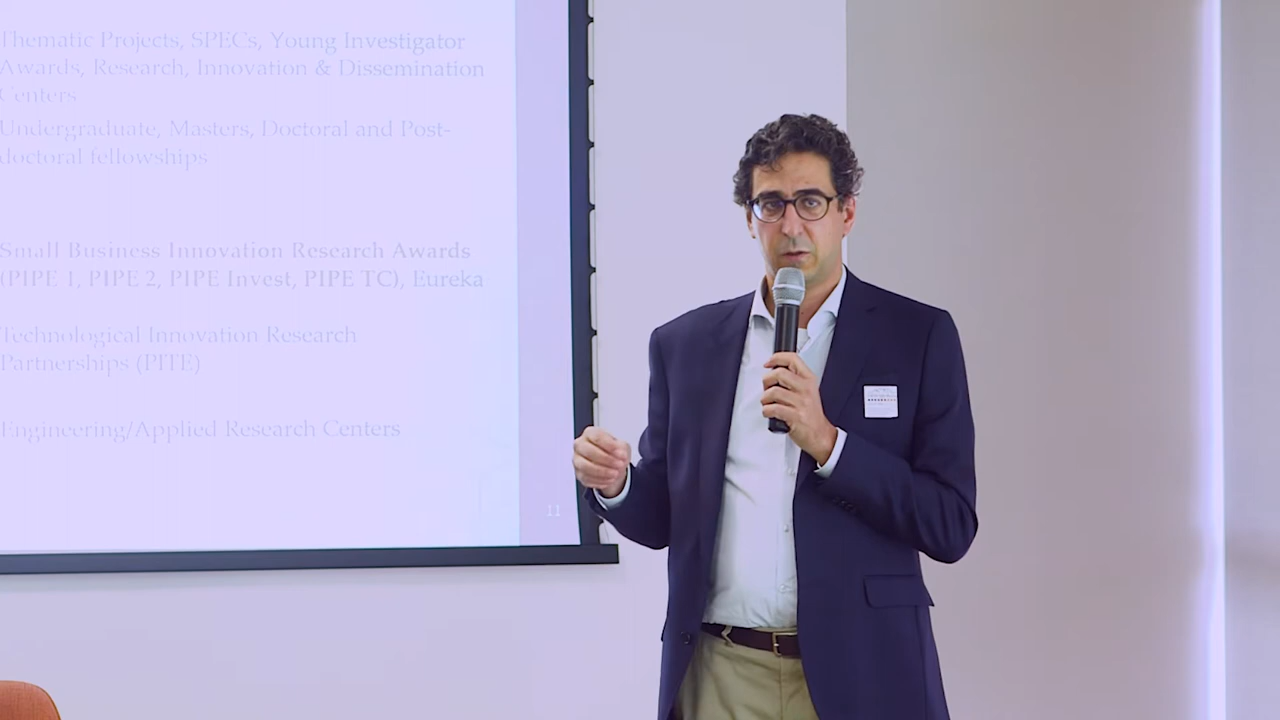 Thematic Projects, SPECs, Young Investigator
Awards, Research, Innovation & Dissemination
Centers
Undergraduate, Masters, Doctoral and Post-
doctoral fellowships
Small Business Innovation Research Awards
(PIPE 1, PIPE 2, PIPE Invest, PIPE TC), Eureka
Technological Innovation Research
Partnerships (PITE)
Engineering/Applied Research Centers
11